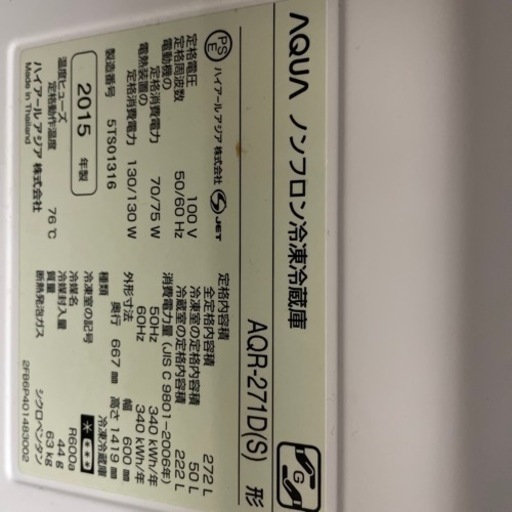 AQUA ノンフロン冷凍冷蔵庫
AQR-271D(S) 形
PS E ハイアール アジア 株式会社 JET
定格電圧 100 V
定格周波数 50/60 Hz
電動機の
定格消費電力 70/75 W
電熱装置の
定格消費電力 130/130 W
製造番号 5TS01316
2015 年製
温度ヒューズ
定格動作温度 76 ℃
ハイアール アジア 株式会社
Made in Thailand
定格内容積
全定格内容積 272 L
冷凍室の定格内容積 50 L
冷蔵室の定格内容積 222 L
消費電力量 (JIS C 9801-2006年)
50Hz 340 kWh/年
60Hz 340 kWh/年
外形寸法 幅 600 mm
奥行 667 mm 高さ 1419 mm
種類 冷凍冷蔵庫
冷凍室の記号
冷媒名 R600a
冷媒封入量 44 g
質量 63 kg
断熱発泡ガス シクロペンタン
2FB6P401483002
G